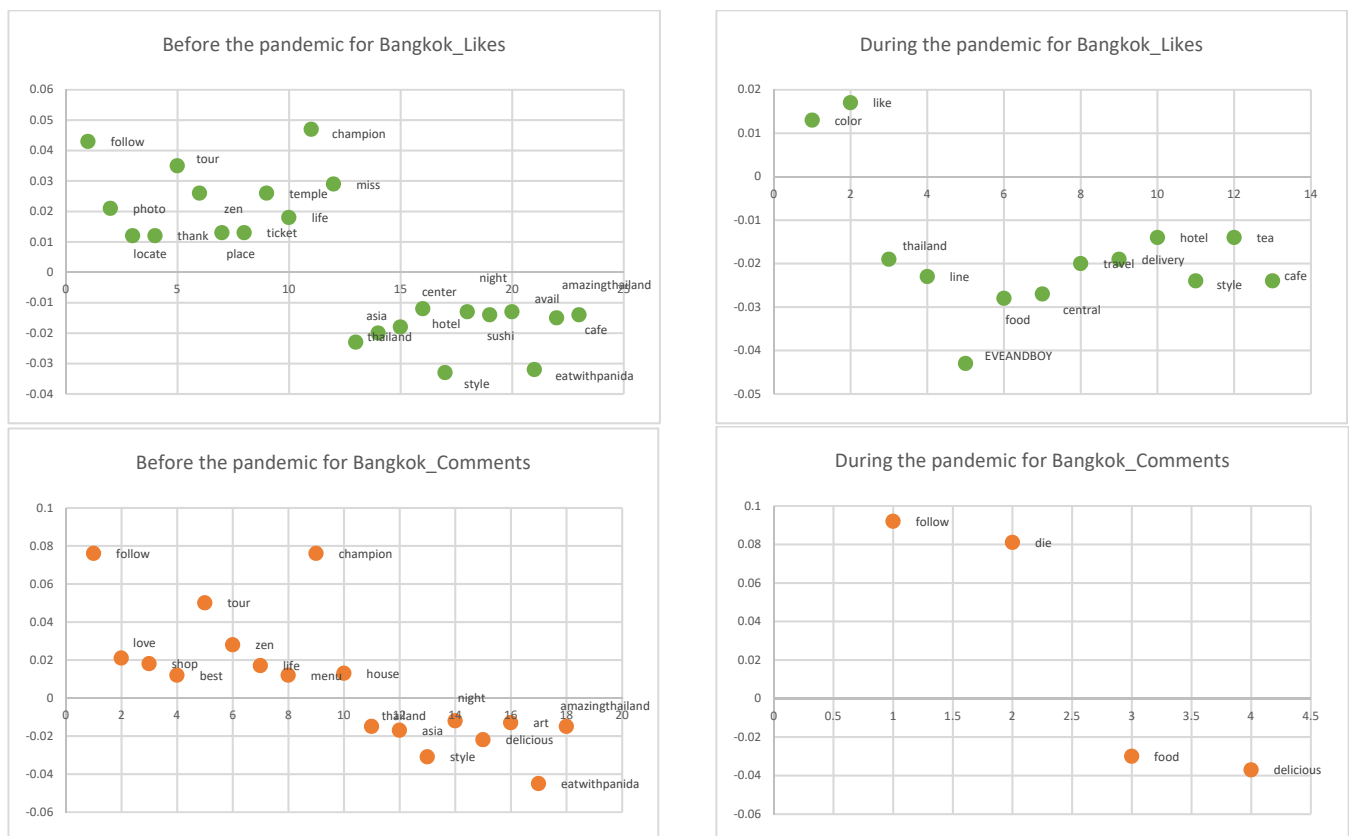 Before the pandemic for Bangkok_Likes
0.06
0.05
0.04
0.03
0.02
0.01
0
-0.01
-0.02
-0.03
-0.04
0
5
10
15
20
25
follow
photo
locate
thank
tour
zen
place
ticket
temple
life
champion
miss
thailand
asia
center
hotel
style
night
sushi
avail
eatwithpanida
amazingthailand
cafe
During the pandemic for Bangkok_Likes
0.02
0.01
0
-0.01
-0.02
-0.03
-0.04
-0.05
0
2
4
6
8
10
12
14
color
like
thailand
line
EVEANDBOY
food
central
travel
delivery
hotel
style
tea
cafe
Before the pandemic for Bangkok_Comments
0.1
0.08
0.06
0.04
0.02
0
-0.02
-0.04
-0.06
0
2
4
6
8
10
12
14
16
18
20
follow
love
shop
best
tour
zen
life
menu
champion
house
thailand
asia
style
night
delicious
art
eatwithpanida
amazingthailand
During the pandemic for Bangkok_Comments
0.1
0.08
0.06
0.04
0.02
0
-0.02
-0.04
-0.06
0
0.5
1
1.5
2
2.5
3
3.5
4
4.5
follow
die
food
delicious